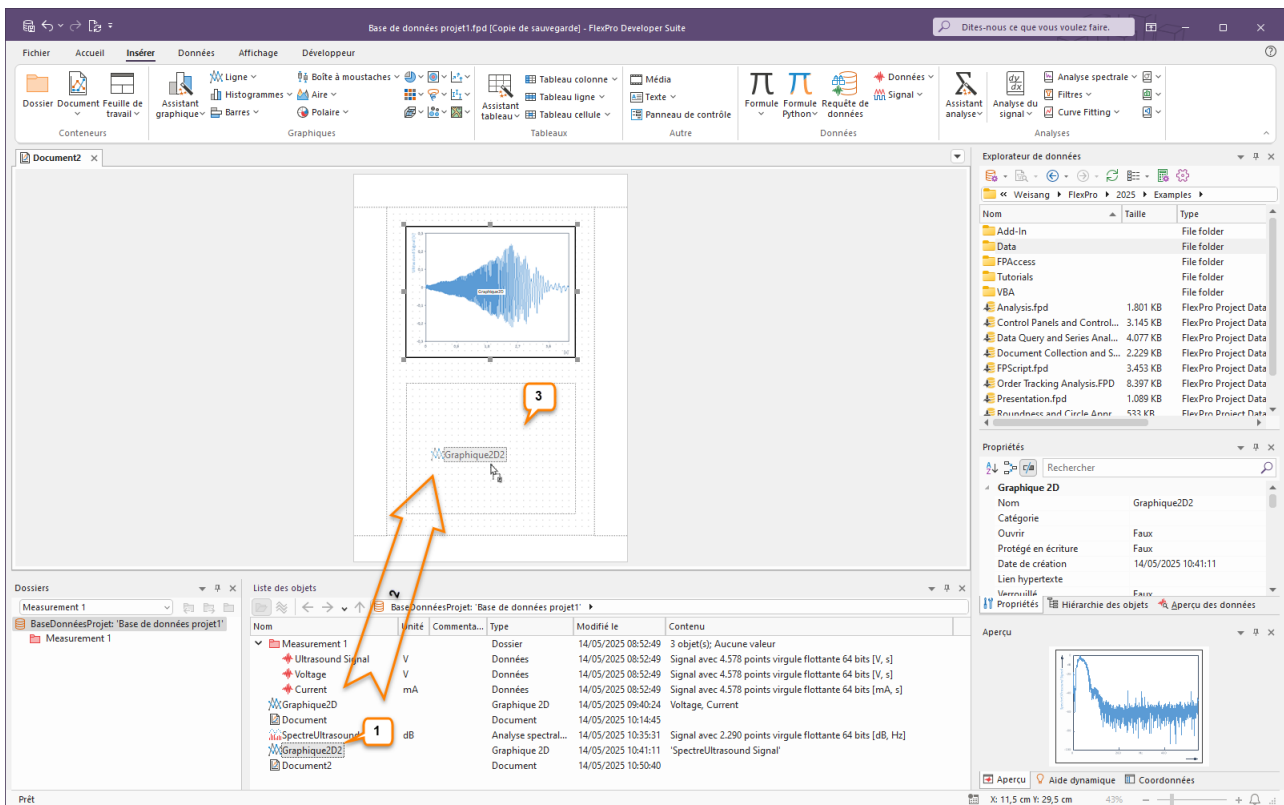 Base de données projet1.fpd [Copie de sauvegarde] - FlexPro Developer Suite
Dites-nous ce que vous voulez faire.
Fichier Accueil Insérer Données Affichage Développeur
Dossier Document Feuille de travail
Conteneurs
Assistant graphique
Ligne
Histogrammes
Barres
Boîte à moustaches
Aire
Polaire
Graphiques
Assistant tableau
Tableau colonne
Tableau ligne
Tableau cellule
Tableaux
Média
Texte
Panneau de contrôle
Autre
Formule Formule Python Requête de données
Données
Signal
Données
Assistant analyse
dy
dx
Analyse du signal
Analyse spectrale
Filtres
Curve Fitting
Analyses
Document2
Graphique2D
3
Graphique2D2
2
1
Explorateur de données
« Weisang FlexPro 2025 Examples
Nom Taille Type
Add-In File folder
Data File folder
FPAccess File folder
Tutorials File folder
VBA File folder
Analysis.fpd 1.801 KB FlexPro Project Data
Control Panels and Control... 3.145 KB FlexPro Project Data
Data Query and Series Anal... 4.077 KB FlexPro Project Data
Document Collection and S... 2.229 KB FlexPro Project Data
FPScript.fpd 3.453 KB FlexPro Project Data
Order Tracking Analysis.FPD 8.397 KB FlexPro Project Data
Presentation.fpd 1.089 KB FlexPro Project Data
Roundness and Circle Appr 533 KB FlexPro Project Data
Propriétés
Rechercher
Graphique 2D
Nom Graphique2D2
Catégorie
Ouvrir Faux
Protégé en écriture Faux
Date de création 14/05/2025 10:41:11
Lien hypertexte
Verrouillé Faux
Propriétés Hiérarchie des objets Aperçu des données
Aperçu
Aperçu Aide dynamique Coordonnées
Dossiers
Measurement 1
BaseDonnéesProjet: 'Base de données projet1'
Measurement 1
Liste des objets
BaseDonnéesProjet: 'Base de données projet1'
Nom Unité Commenta... Type Modifié le Contenu
Measurement 1 Dossier 14/05/2025 08:52:49 3 objet(s); Aucune valeur
Ultrasound Signal V Données 14/05/2025 08:52:49 Signal avec 4.578 points virgule flottante 64 bits [V, s]
Voltage V Données 14/05/2025 08:52:49 Signal avec 4.578 points virgule flottante 64 bits [V, s]
Current mA Données 14/05/2025 08:52:49 Signal avec 4.578 points virgule flottante 64 bits [mA, s]
Graphique2D Graphique 2D 14/05/2025 09:40:24 Voltage, Current
Document Document 14/05/2025 10:14:45
SpectreUltrasound dB Analyse spectral... 14/05/2025 10:35:31 Signal avec 2.290 points virgule flottante 64 bits [dB, Hz]
Graphique2D2 Graphique 2D 14/05/2025 10:41:11 'SpectreUltrasound Signal'
Document2 Document 14/05/2025 10:50:40
Prêt
X: 11,5 cm Y: 29,5 cm 43%